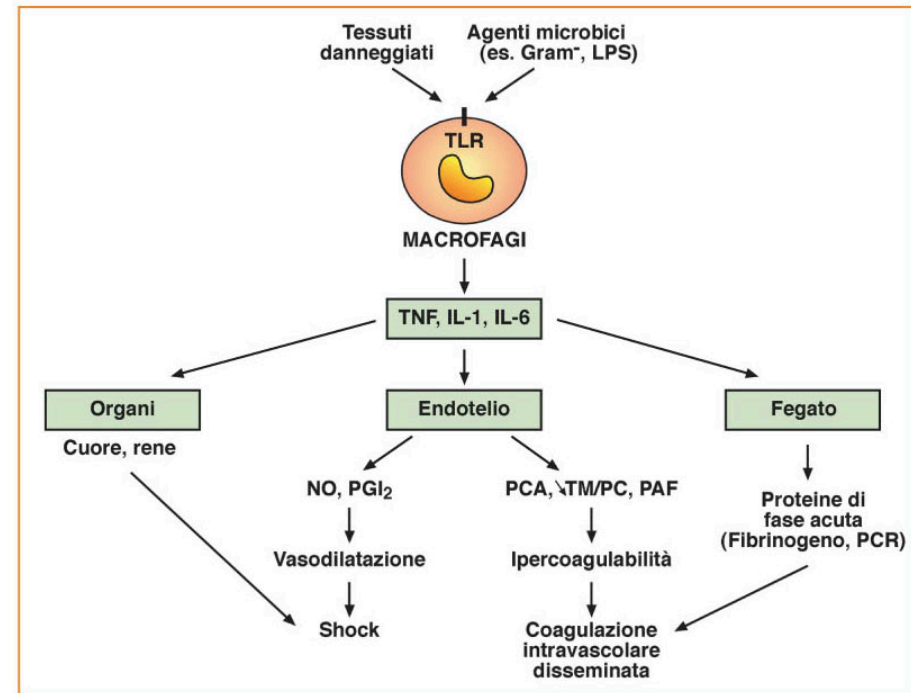 Tessuti
danneggiati
Agenti microbici
(es. Gram⁻, LPS)
TLR
MACROFAGI
TNF, IL-1, IL-6
Organi
Cuore, rene
Endotelio
Fegato
NO, PGI₂
PCA, ↘TM/PC, PAF
Proteine di
fase acuta
(Fibrinogeno, PCR)
Vasodilatazione
Ipercoagulabilità
Shock
Coagulazione
intravascolare
disseminata